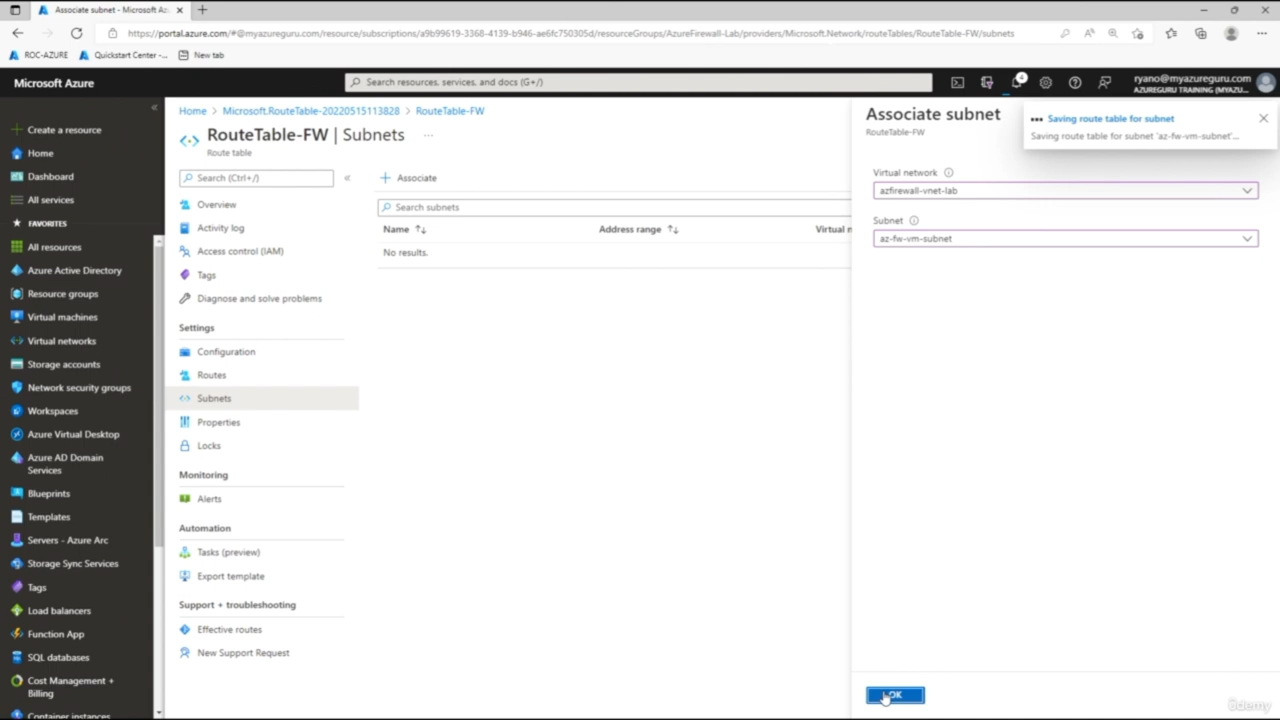 Associate subnet - Microsoft Az
https://portal.azure.com/#@myazureguru.com/resource/subscriptions/a9b99619-3368-4139-b946-ae6fc750305d/resourceGroups/AzureFirewall-Lab/providers/Microsoft.Network/routeTables/RouteTable-FW/subnets
ROC-AZURE
Quickstart Center -...
New tab
Microsoft Azure
Search resources, services, and docs (G+/)
4
ryano@myazureguru.com
AZUREGURU TRAINING (MYAZU...
Create a resource
Home
Dashboard
All services
FAVORITES
All resources
Azure Active Directory
Resource groups
Virtual machines
Virtual networks
Storage accounts
Network security groups
Workspaces
Azure Virtual Desktop
Azure AD Domain
Services
Blueprints
Templates
Servers - Azure Arc
Storage Sync Services
Tags
Load balancers
Function App
SQL databases
Cost Management +
Billing
Container instances
Home > Microsoft.RouteTable-20220515113828 > RouteTable-FW
RouteTable-FW | Subnets ...
Route table
Search (Ctrl+/)
Overview
Activity log
Access control (IAM)
Tags
Diagnose and solve problems
Settings
Configuration
Routes
Subnets
Properties
Locks
Monitoring
Alerts
Automation
Tasks (preview)
Export template
Support + troubleshooting
Effective routes
New Support Request
Associate
Search subnets
Name Address range Virtual n
No results.
Associate subnet
RouteTable-FW
Saving route table for subnet
Saving route table for subnet 'az-fw-vm-subnet'...
Virtual network
azfirewall-vnet-lab
Subnet
az-fw-vm-subnet
OK
ûdemy